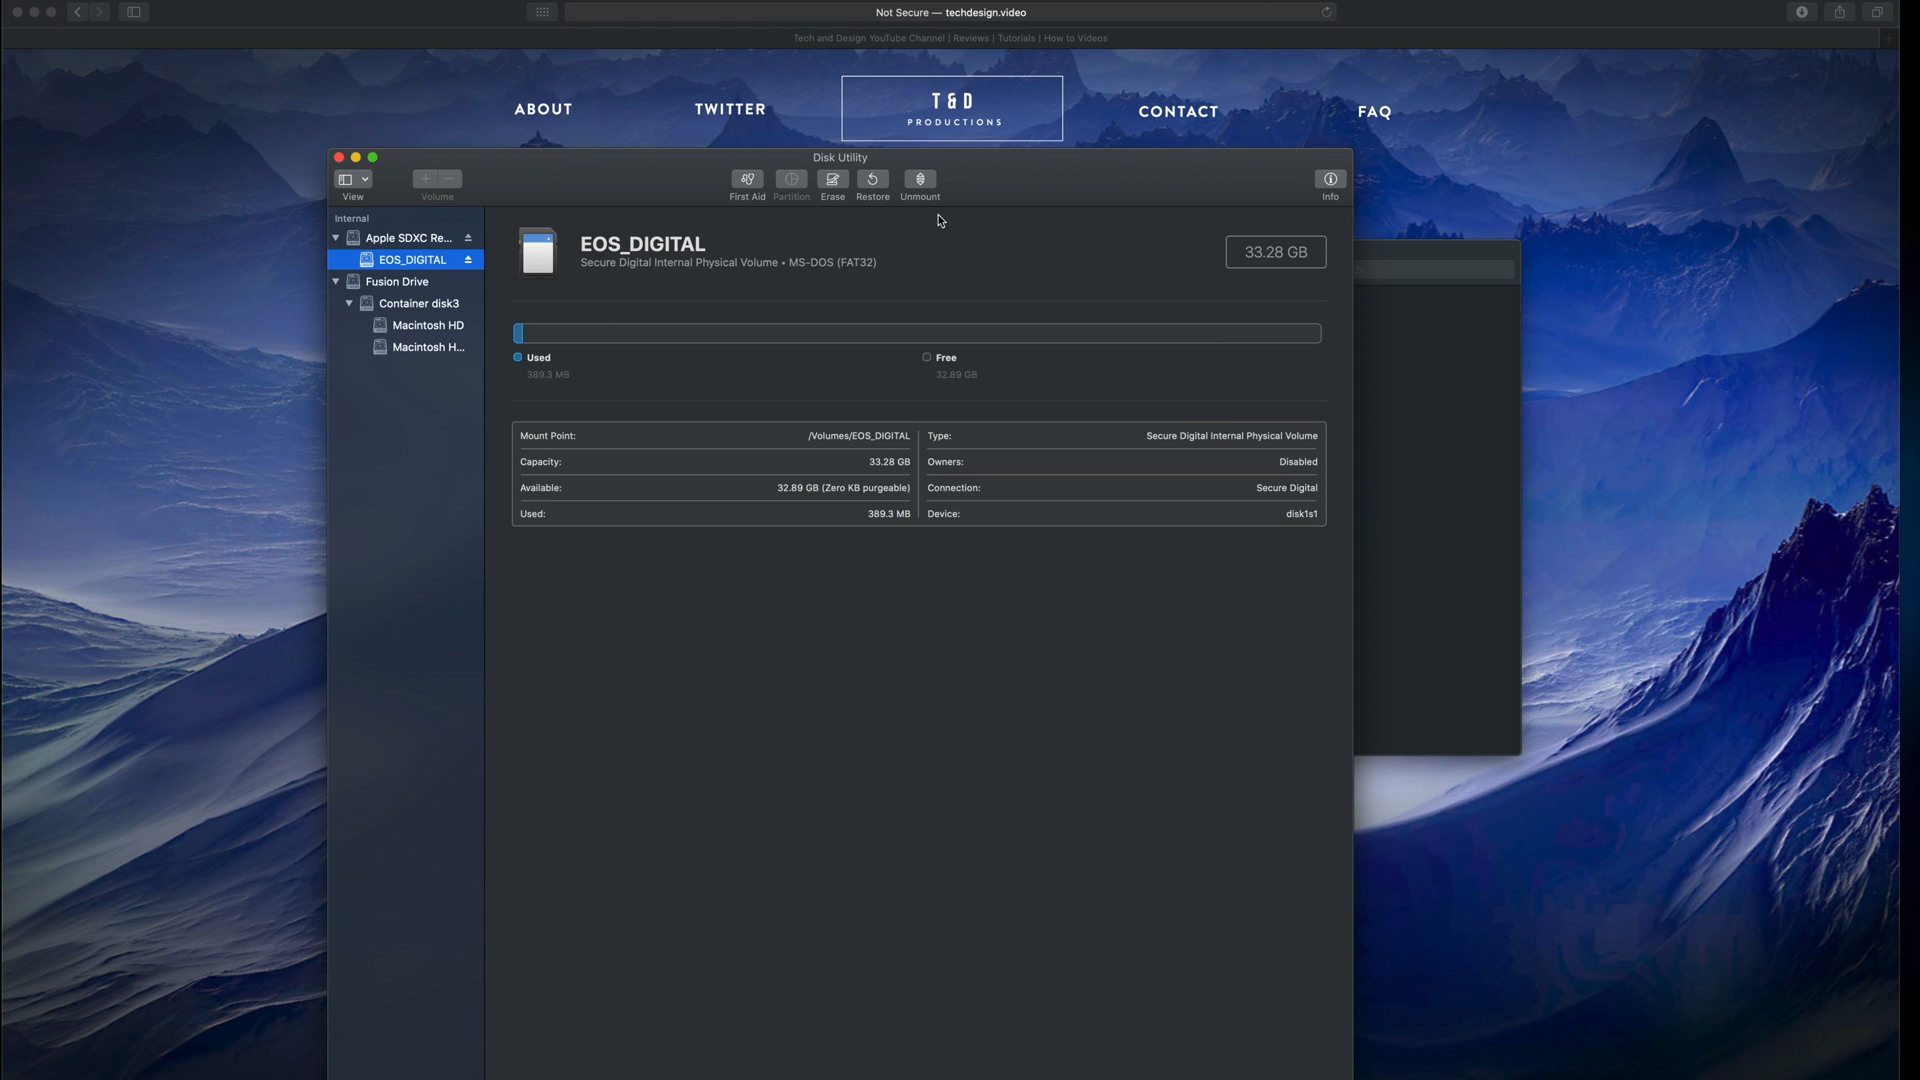 Not Secure — techdesign.video
Tech and Design YouTube Channel | Reviews | Tutorials | How to Videos
ABOUT
TWITTER
T & D
PRODUCTIONS
CONTACT
FAQ
Disk Utility
View
Volume
First Aid
Partition
Erase
Restore
Unmount
Info
Internal
Apple SDXC Re...
EOS_DIGITAL
Fusion Drive
Container disk3
Macintosh HD
Macintosh H...
EOS_DIGITAL
Secure Digital Internal Physical Volume • MS-DOS (FAT32)
33.28 GB
Used
389.3 MB
Free
32.89 GB
Mount Point: /Volumes/EOS_DIGITAL
Capacity: 33.28 GB
Available: 32.89 GB (Zero KB purgeable)
Used: 389.3 MB
Type: Secure Digital Internal Physical Volume
Owners: Disabled
Connection: Secure Digital
Device: disk1s1